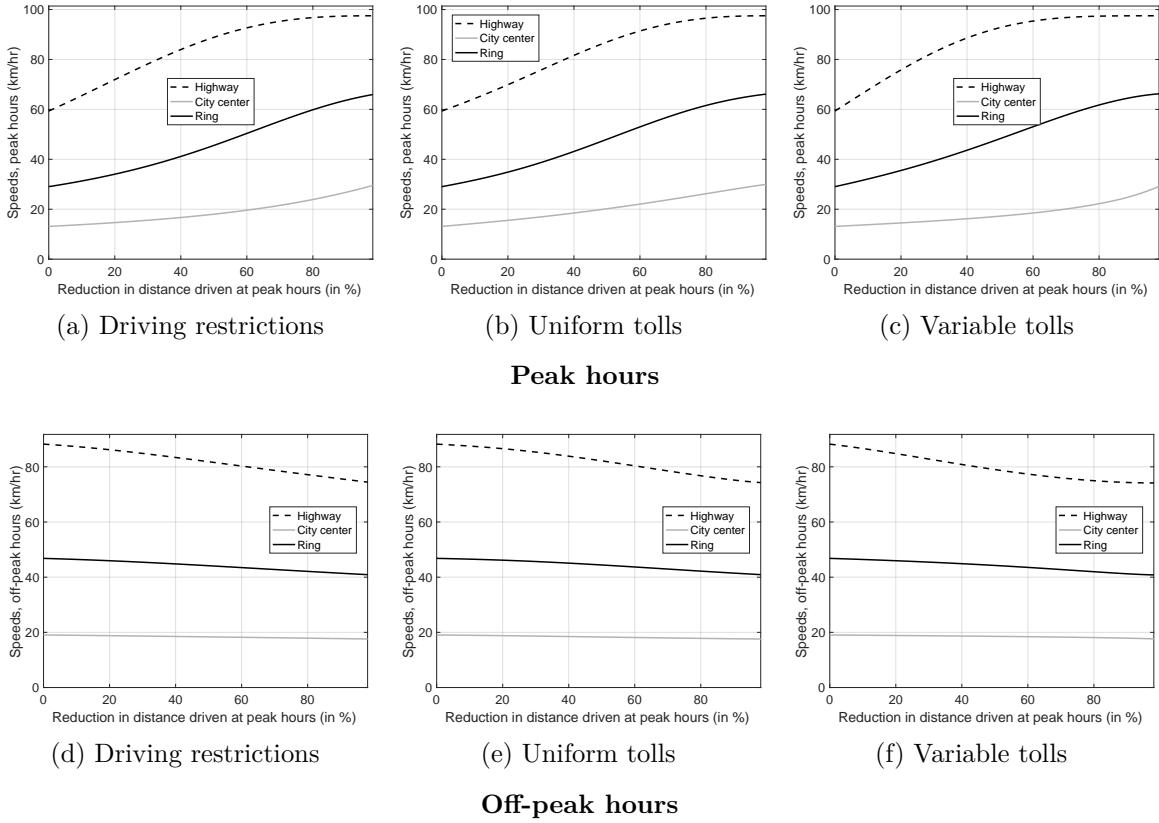 Speeds, peak hours (km/hr)
100
80
60
40
20
0
Highway
City center
Ring
0 20 40 60 80
Reduction in distance driven at peak hours (in %)
(a) Driving restrictions
Speeds, peak hours (km/hr)
100
80
60
40
20
0
Highway
City center
Ring
0 20 40 60 80
Reduction in distance driven at peak hours (in %)
(b) Uniform tolls
Speeds, peak hours (km/hr)
100
80
60
40
20
0
Highway
City center
Ring
0 20 40 60 80
Reduction in distance driven at peak hours (in %)
(c) Variable tolls
Peak hours
Speeds, off-peak hours (km/hr)
80
60
40
20
0
Highway
City center
Ring
0 20 40 60 80
Reduction in distance driven at peak hours (in %)
(d) Driving restrictions
Speeds, off-peak hours (km/hr)
80
60
40
20
0
Highway
City center
Ring
0 20 40 60 80
Reduction in distance driven at peak hours (in %)
(e) Uniform tolls
Speeds, off-peak hours (km/hr)
80
60
40
20
0
Highway
City center
Ring
0 20 40 60 80
Reduction in distance driven at peak hours (in %)
(f) Variable tolls
Off-peak hours